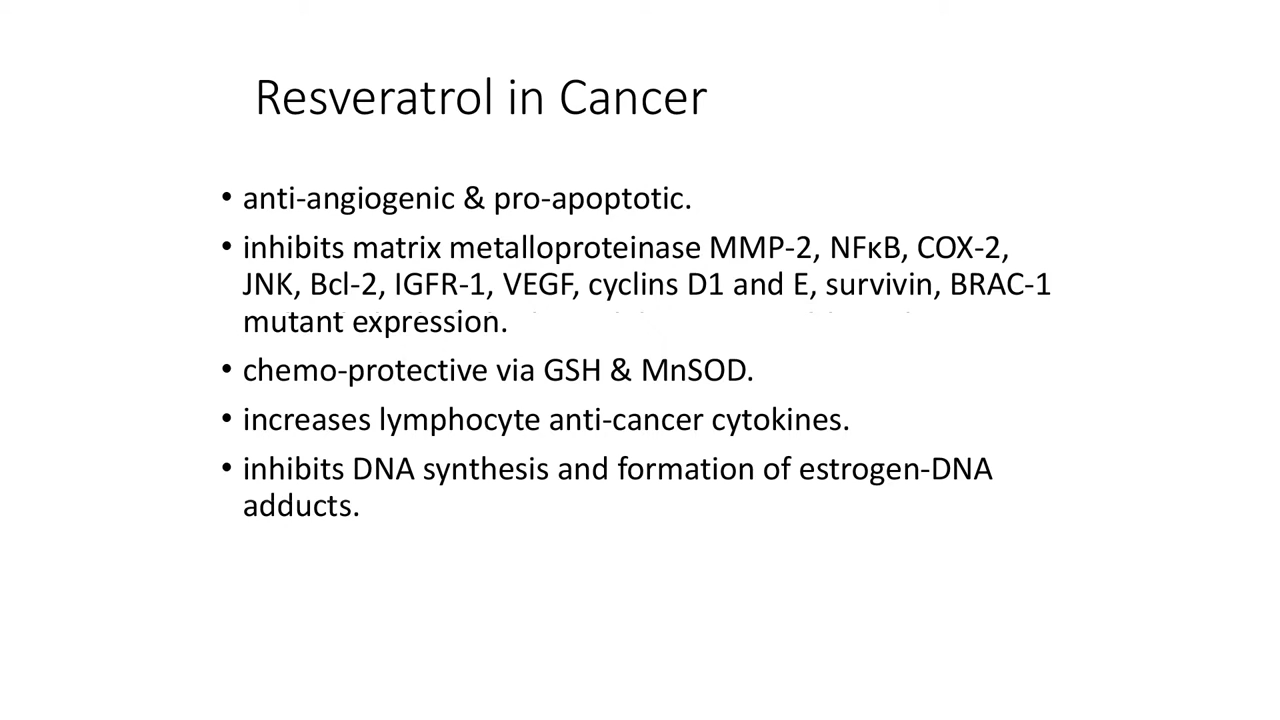 Resveratrol in Cancer
• anti-angiogenic & pro-apoptotic.
• inhibits matrix metalloproteinase MMP-2, NFκB, COX-2,
JNK, Bcl-2, IGFR-1, VEGF, cyclins D1 and E, survivin, BRAC-1
mutant expression.
• chemo-protective via GSH & MnSOD.
• increases lymphocyte anti-cancer cytokines.
• inhibits DNA synthesis and formation of estrogen-DNA
adducts.